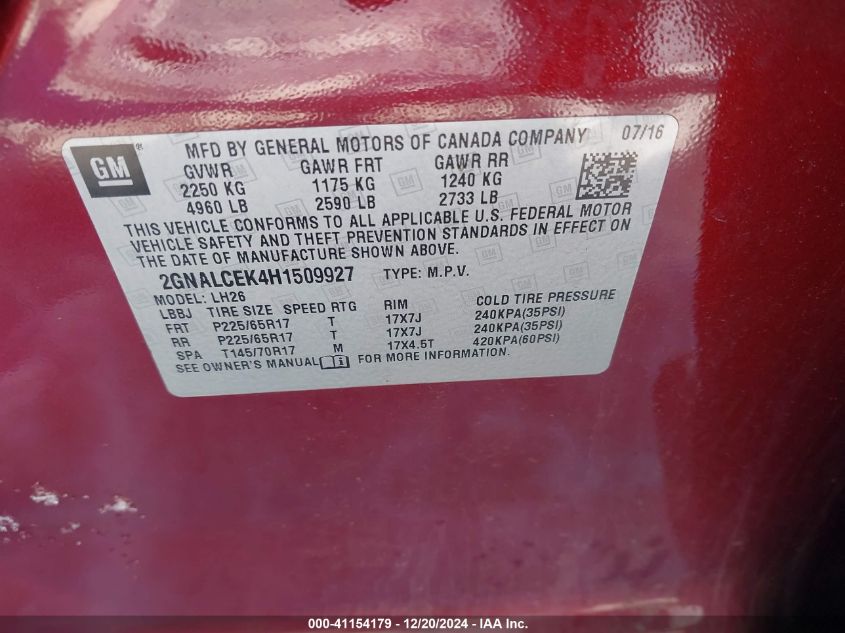 GM®
MFD BY GENERAL MOTORS OF CANADA COMPANY 07/16
GVWR GAWR FRT GAWR RR
2250 KG 1175 KG 1240 KG
4960 LB 2590 LB 2733 LB
THIS VEHICLE CONFORMS TO ALL APPLICABLE U.S. FEDERAL MOTOR
VEHICLE SAFETY AND THEFT PREVENTION STANDARDS IN EFFECT ON
THE DATE OF MANUFACTURE SHOWN ABOVE.
2GNALCEK4H1509927 TYPE: M.P.V.
MODEL: LH26
LBBJ TIRE SIZE SPEED RTG RIM COLD TIRE PRESSURE
FRT P225/65R17 T 17X7J 240KPA(35PSI)
RR P225/65R17 T 17X7J 240KPA(35PSI)
SPA T145/70R17 M 17X4.5T 420KPA(60PSI)
SEE OWNER'S MANUAL FOR MORE INFORMATION.
000-41154179 - 12/20/2024 - IAA Inc.